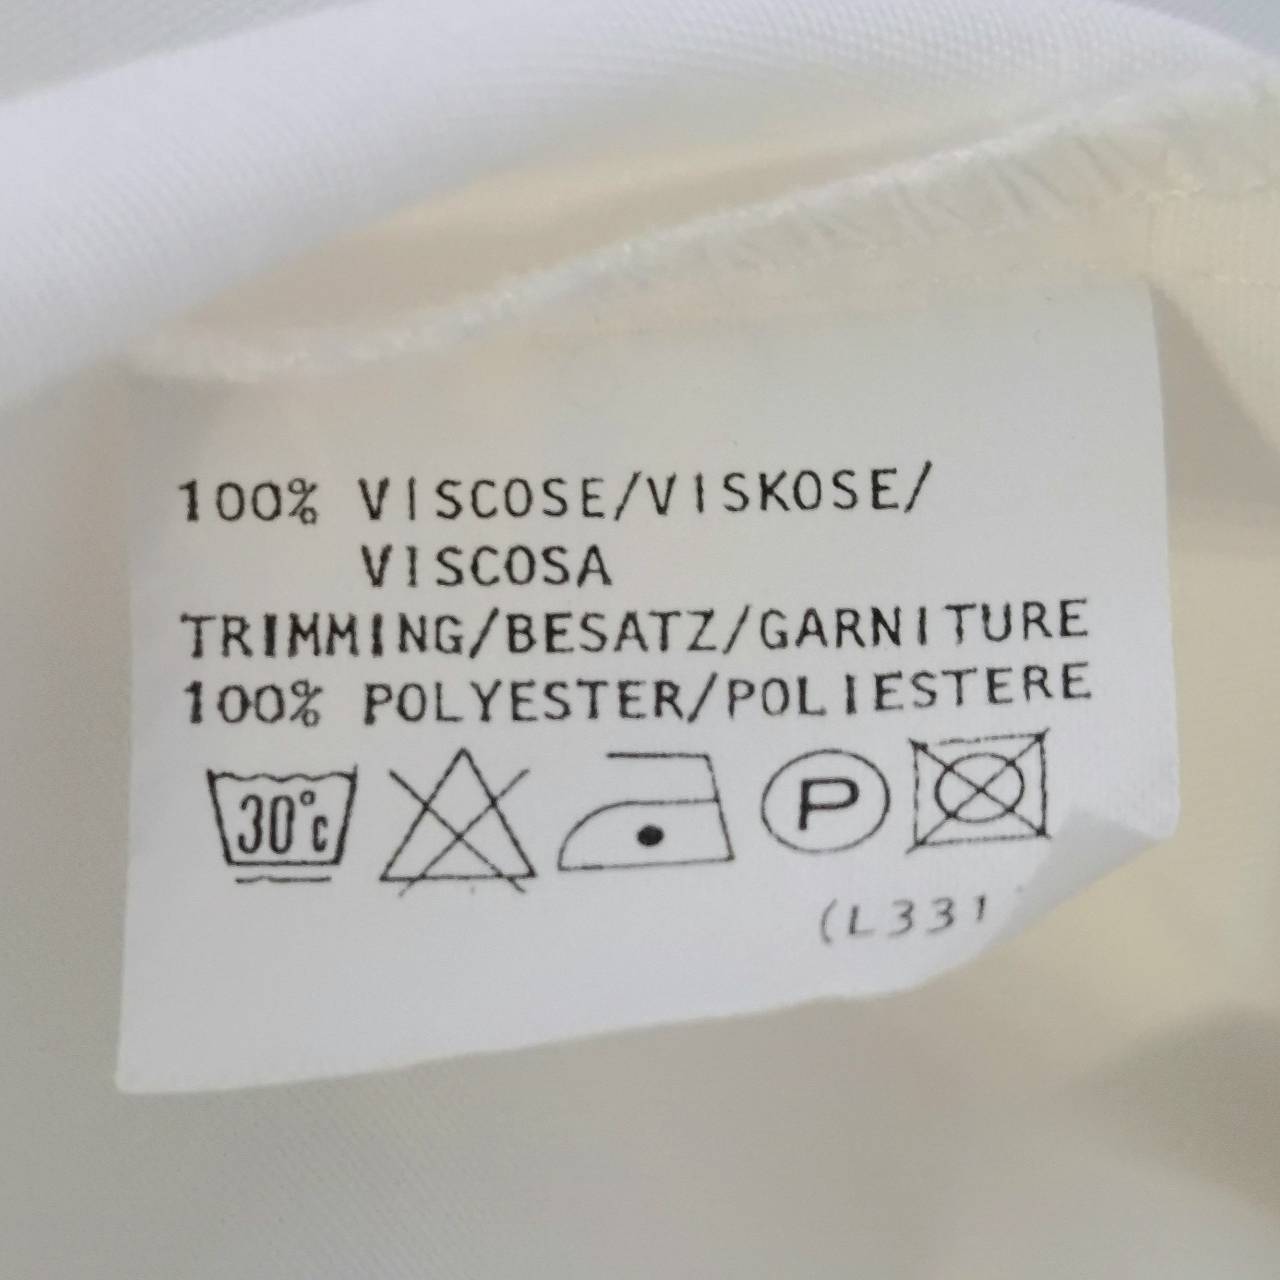 100% VISCOSE/VISKOSE/
VISCOSA
TRIMMING/BESATZ/GARNITURE
100% POLYESTER/POLIESTERE
30°C P
(L331